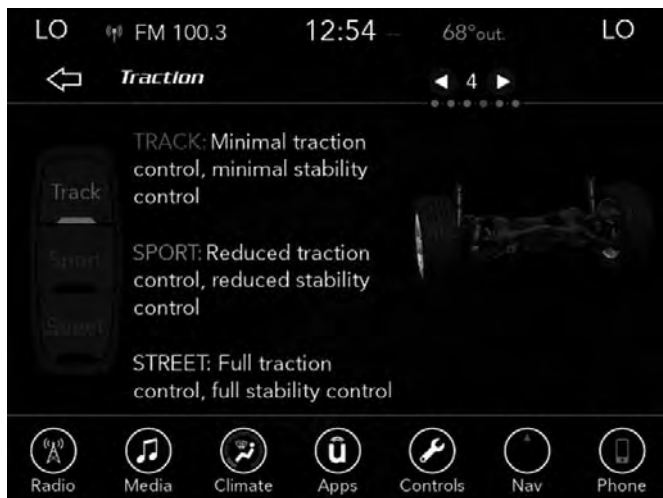 LO FM 100.3 12:54 -- 68°out. LO
Traction
4
TRACK: Minimal traction
control, minimal stability
control
Track
SPORT: Reduced traction
control, reduced stability
control
Sport
Street
STREET: Full traction
control, full stability control
Radio Media Climate Apps Controls Nav Phone